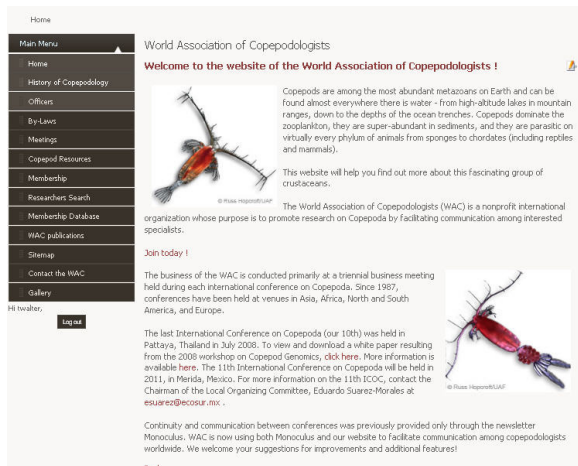 Home
Main Menu
Home
History of Copepodology
Officers
By-Laws
Meetings
Copepod Resources
Membership
Researchers Search
Membership Database
WAC publications
Sitemap
Contact the WAC
Gallery
Hi twalter,
Log out
World Association of Copepodologists
Welcome to the website of the World Association of Copepodologists !
Copepods are among the most abundant
metazoans on Earth and can be
found almost everywhere there is water - from high-altitude lakes in mountain
ranges, down to the depths of the ocean trenches. Copepods dominate the
zooplankton, they are super-abundant in sediments, and they are parasitic on
virtually every phylum of animals from sponges to chordates (including reptiles
and mammals).
This website will help you find out more about this fascinating group of
crustaceans.
© Russ Hopcroft/UAF
The World Association of Copepodologists (WAC) is a nonprofit international
organization whose purpose is to promote research on Copepoda by facilitating communication among interested
specialists.
Join today !
The business of the WAC is conducted primarily at a triennial business meeting
held during each international conference on Copepoda. Since 1987,
conferences have been held at venues in Asia, Africa, North and South
America, and Europe.
The last International Conference on Copepoda (our 10th) was held in
Pattaya, Thailand in July 2008. To view and download a white paper resulting
from the 2008 workshop on Copepod Genomics, click here. More information is
available here. The 11th International Conference on Copepoda will be held in
2011, in Merida, Mexico. For more information on the 11th ICOC, contact the
Chairman of the Local Organizing Committee, Eduardo Suarez-Morales at
esuarez@ecosur.mx .
© Russ Hopcroft/UAF
Continuity and communication between conferences was previously provided only through the newsletter
Monoculus. WAC is now using both Monoculus and our website to facilitate communication among copepodologists
worldwide. We welcome your suggestions for improvements and additional features!